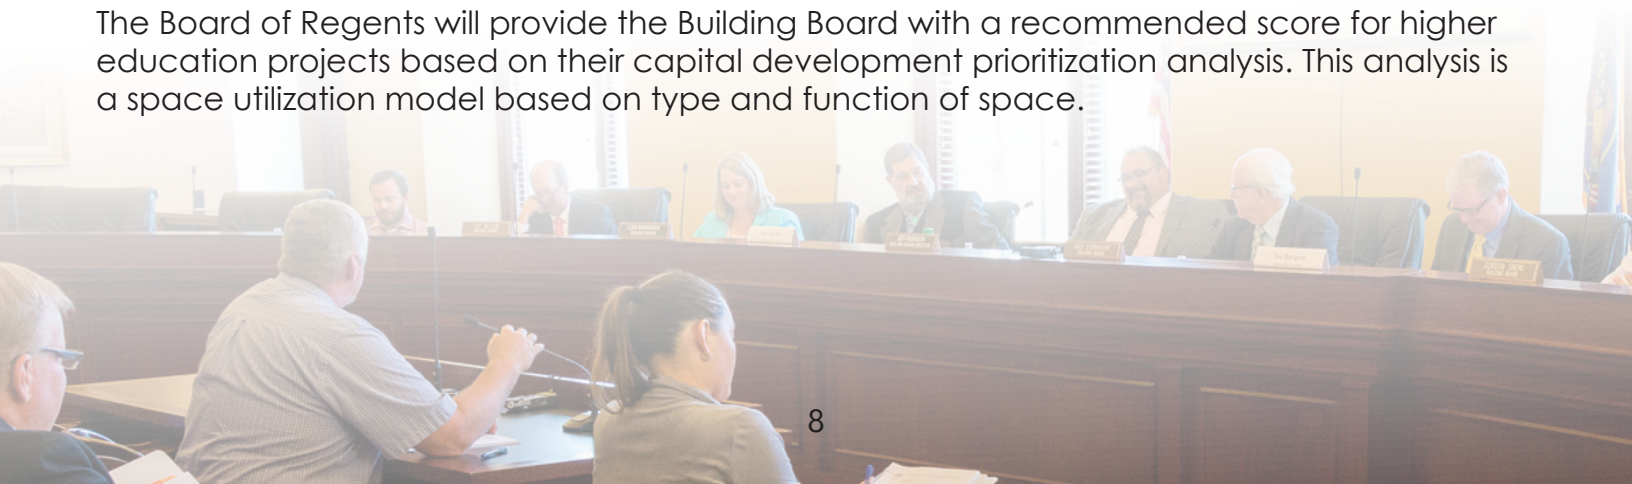 The Board of Regents will provide the Building Board with a recommended score for higher
education projects based on their capital development prioritization analysis. This analysis is
a space utilization model based on type and function of space.
8